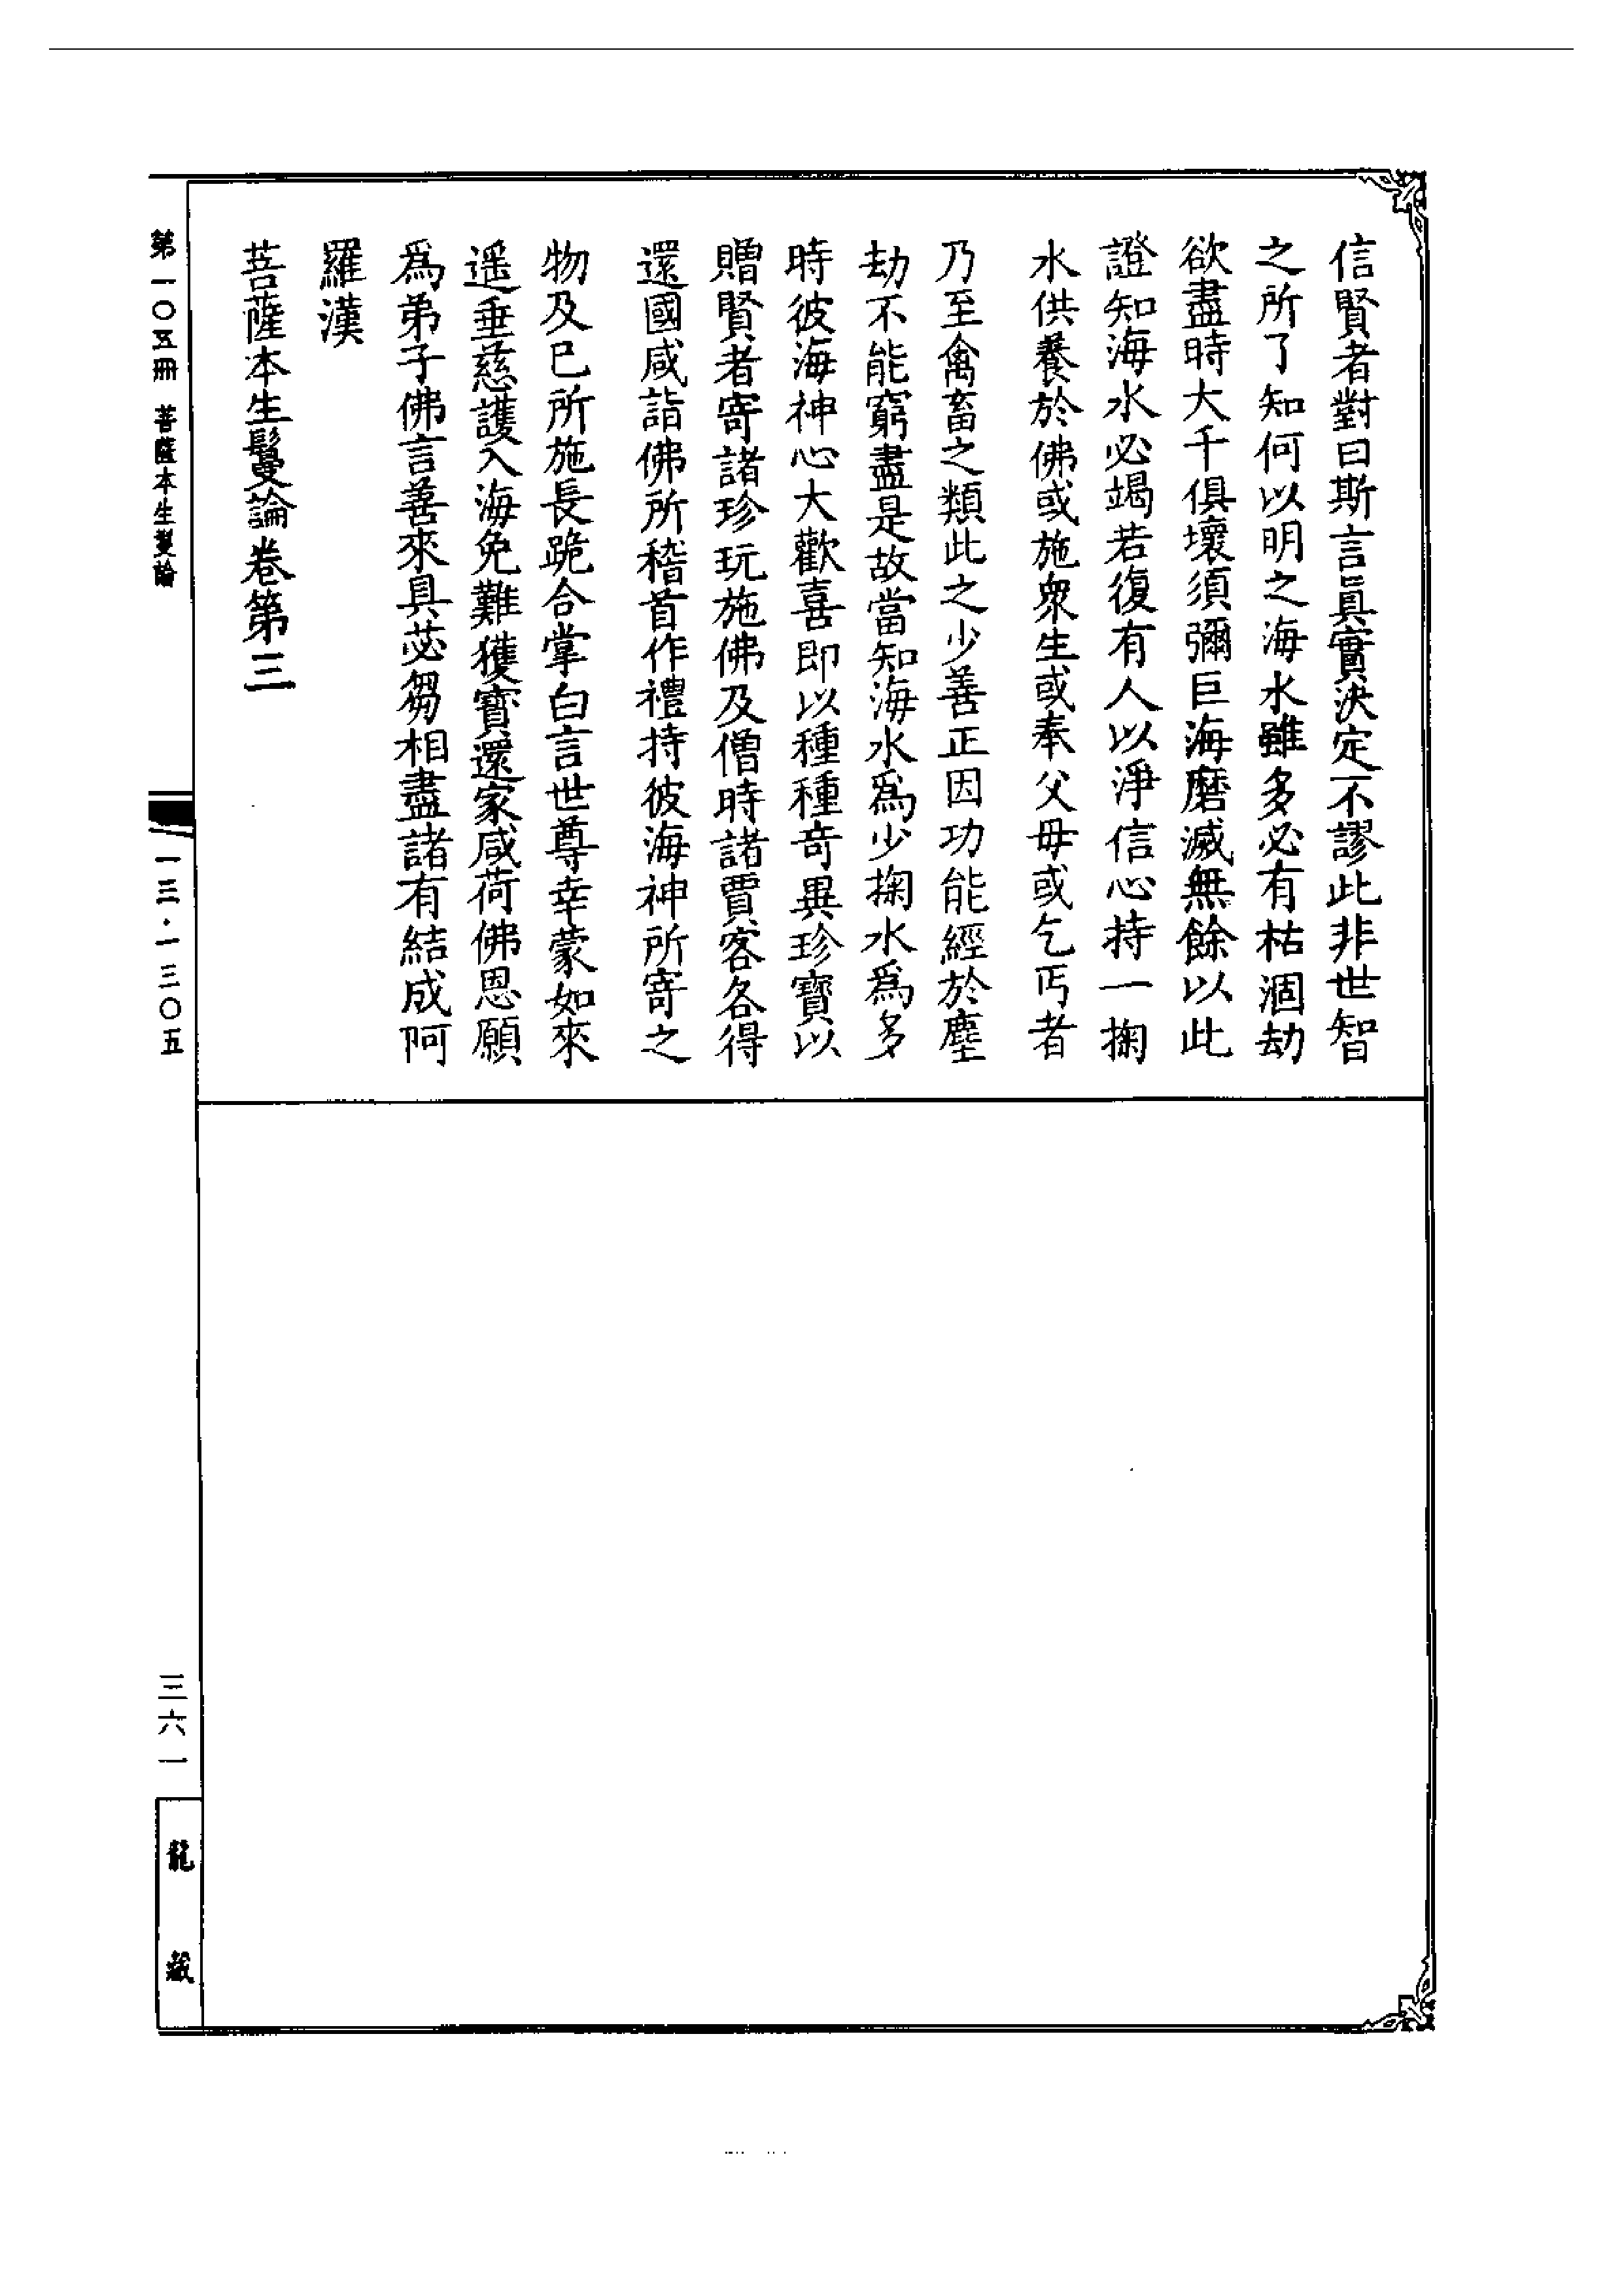 信賢者對曰斯言眞實決定不謬此非世智
之所了知何以明之海水雖多必有枯涸劫
欲盡時大千俱壞須彌巨海磨滅無餘以此
證知海水必竭若復有人以淨信心持一掬
水供養於佛或施衆生或奉父母或乞丐者
乃至禽畜之類此之少善正因功能經於塵
劫不能窮盡是故當知海水爲少掬水爲多
時彼海神心大歡喜即以種種奇異珍寶以
贈賢者寄諸珍玩施佛及僧時諸賈客各得
還國咸詣佛所稽首作禮持彼海神所寄之
物及已所施長跪合掌白言世尊幸蒙如來
遥垂慈護入海免難獲寶還家咸荷佛恩願
爲弟子佛言善來具苾芻相盡諸有結成阿
羅漢
菩薩本生鬘論卷第三
第一〇五冊 菩薩本生鬘論
一三·一三〇五
三六一
龍藏